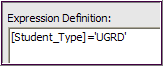 Expression Definition:
[Student_Type]='UGRD'